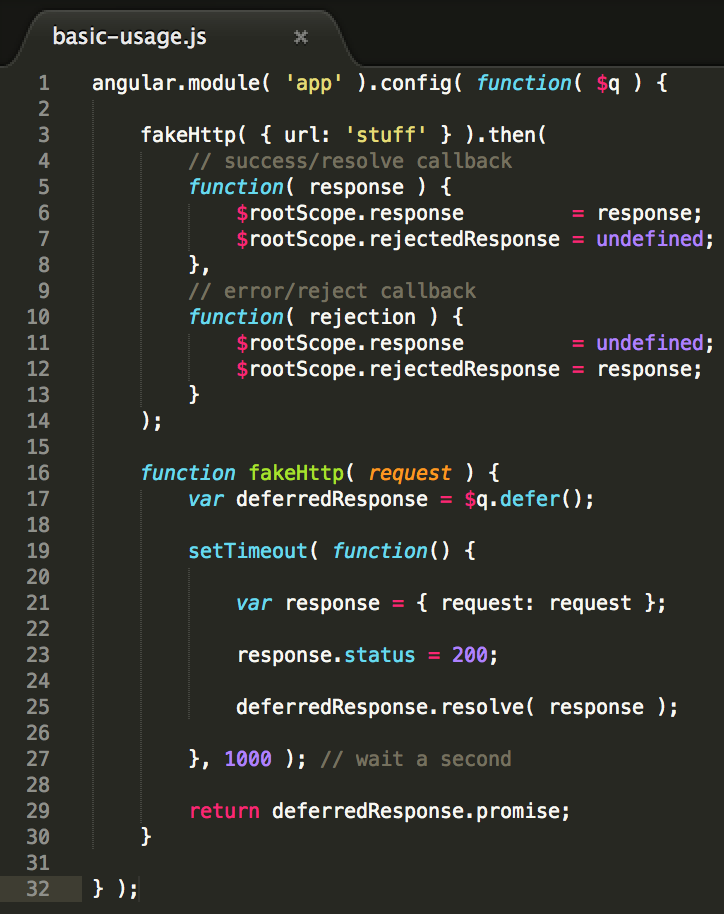 basic-usage.js ×
1 angular.module( 'app' ).config( function( $q ) {
2
3     fakeHttp( { url: 'stuff' } ).then(
4         // success/resolve callback
5         function( response ) {
6             $rootScope.response         = response;
7             $rootScope.rejectedResponse = undefined;
8         },
9         // error/reject callback
10         function( rejection ) {
11             $rootScope.response         = undefined;
12             $rootScope.rejectedResponse = response;
13         }
14     );
15
16     function fakeHttp( request ) {
17         var deferredResponse = $q.defer();
18
19         setTimeout( function() {
20
21             var response = { request: request };
22
23             response.status = 200;
24
25             deferredResponse.resolve( response );
26
27         }, 1000 ); // wait a second
28
29         return deferredResponse.promise;
30     }
31
32 } );